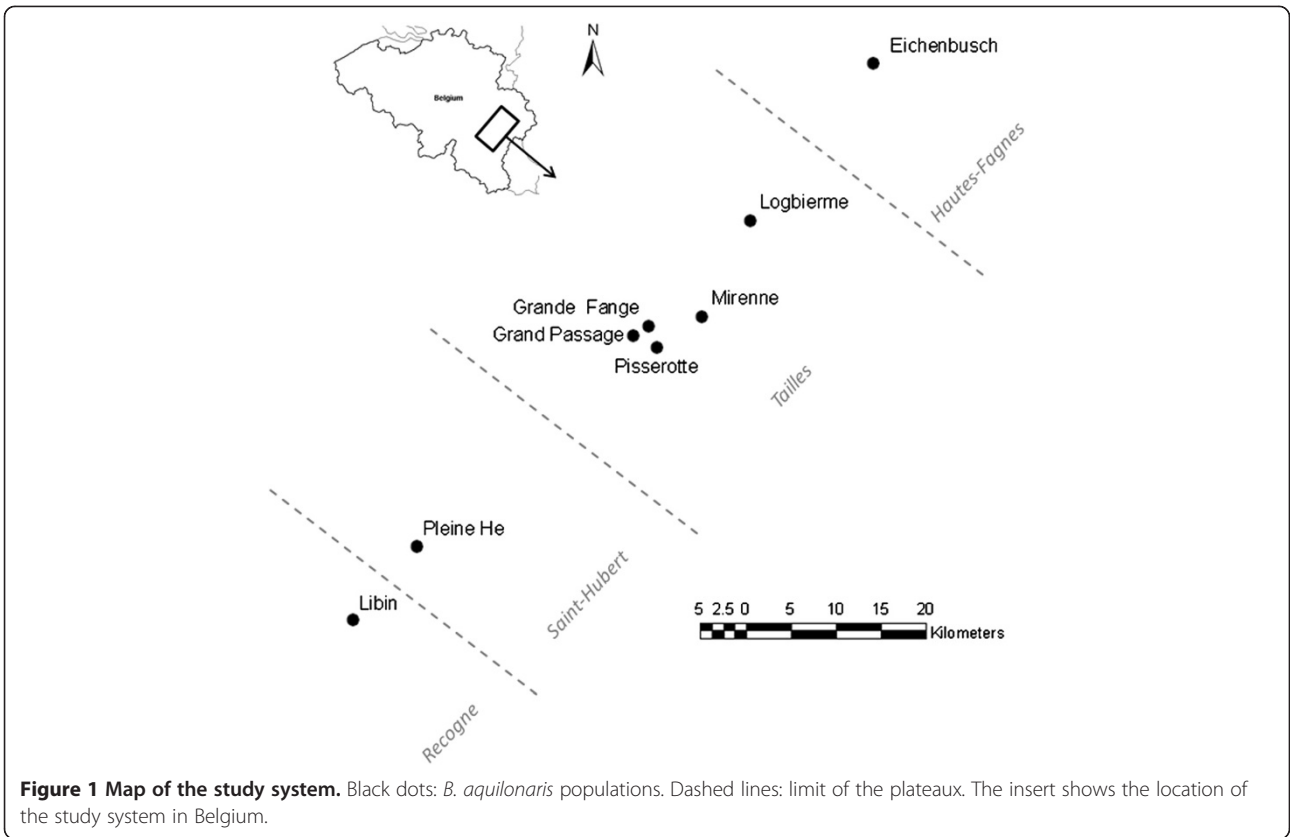 N
Eichenbusch
Belgium
Hautes-Fagnes
Logbierme
Mirenne
Grande Fange
Grand Passage
Pisserotte
Tailles
Pleine He
Saint-Hubert
Libin
5 2.5 0 5 10 15 20
Kilometers
Recogne
Figure 1 Map of the study system. Black dots: B. aquilonaris populations. Dashed lines: limit of the plateaux. The insert shows the location of
the study system in Belgium.